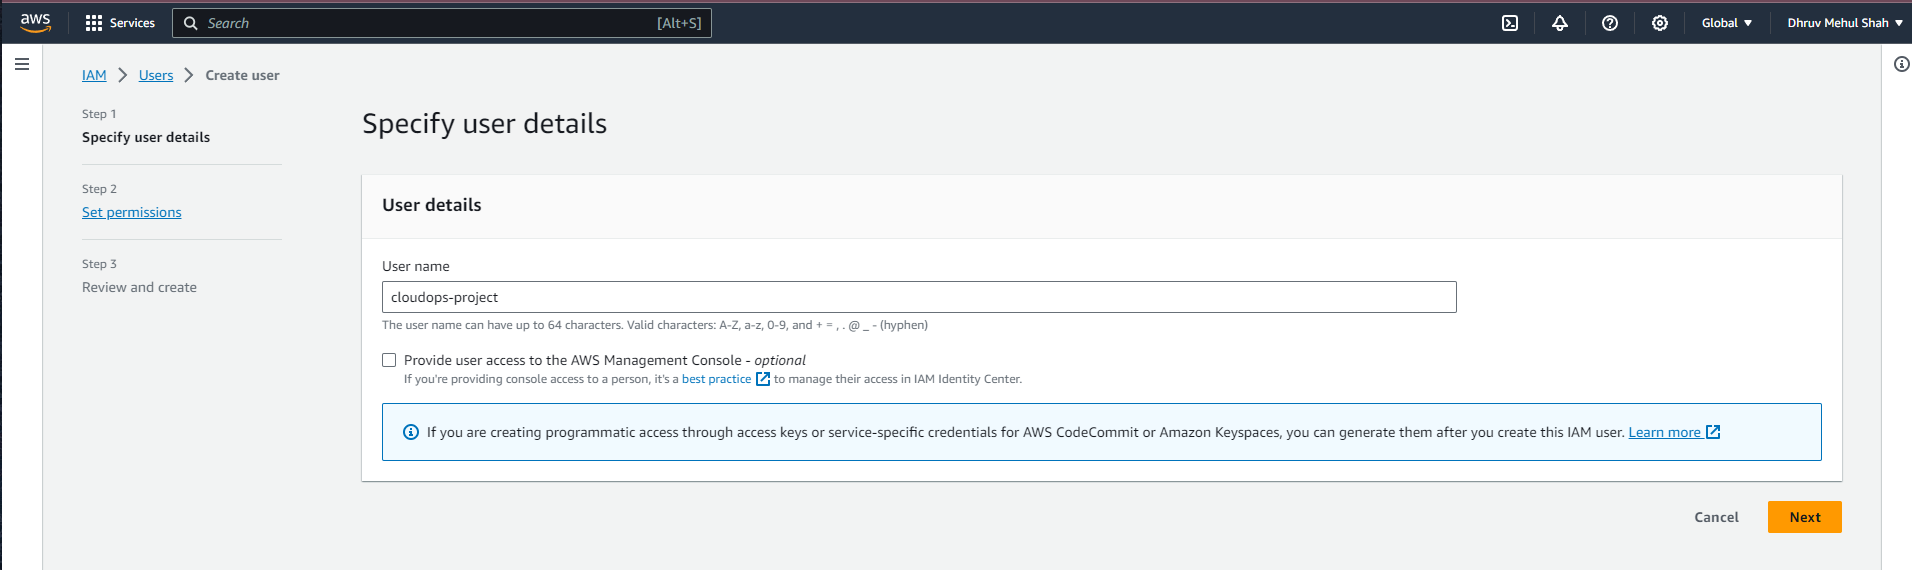 aws
Services
Search
[Alt+S]
Global
Dhruv Mehul Shah
IAM > Users > Create user
Step 1
Specify user details
Step 2
Set permissions
Step 3
Review and create
Specify user details
User details
User name
cloudops-project
The user name can have up to 64 characters. Valid characters: A-Z, a-z, 0-9, and + = , . @ _ - (hyphen)
Provide user access to the AWS Management Console - optional
If you're providing console access to a person, it's a best practice to manage their access in IAM Identity Center.
If you are creating programmatic access through access keys or service-specific credentials for AWS CodeCommit or Amazon Keyspaces, you can generate them after you create this IAM user. Learn more
Cancel
Next